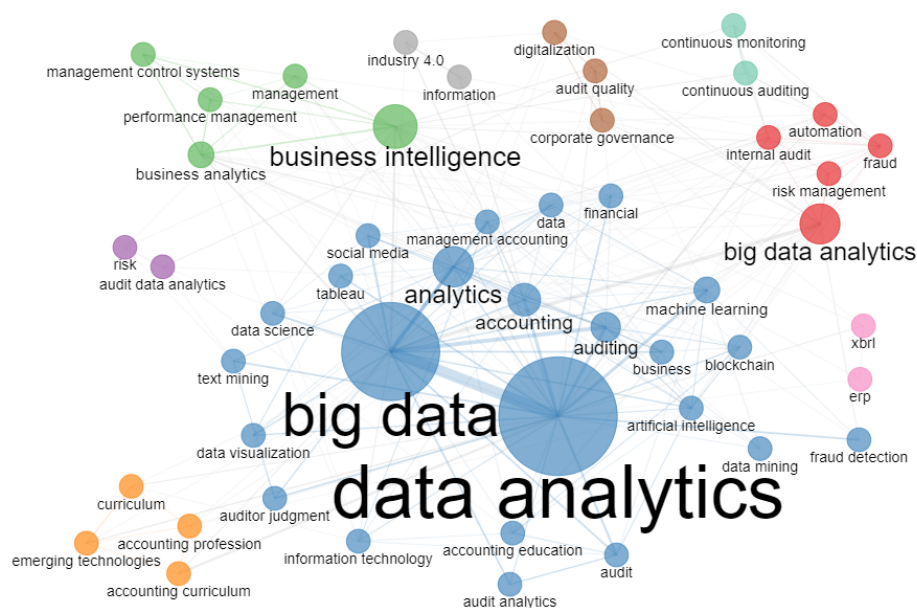 continuous monitoring
digitalization
industry 4.0
management control systems
information
audit quality
continuous auditing
management
performance management
automation
corporate governance
internal audit
business intelligence
fraud
business analytics
risk management
data
financial
management accounting
social media
big data analytics
risk
audit data analytics
analytics
tableau
machine learning
accounting
data science
auditing
xbrl
business
blockchain
text mining
erp
big data
artificial intelligence
data visualization
data mining
fraud detection
data analytics
curriculum
auditor judgment
accounting profession
information technology
accounting education
emerging technologies
audit
accounting curriculum
audit analytics